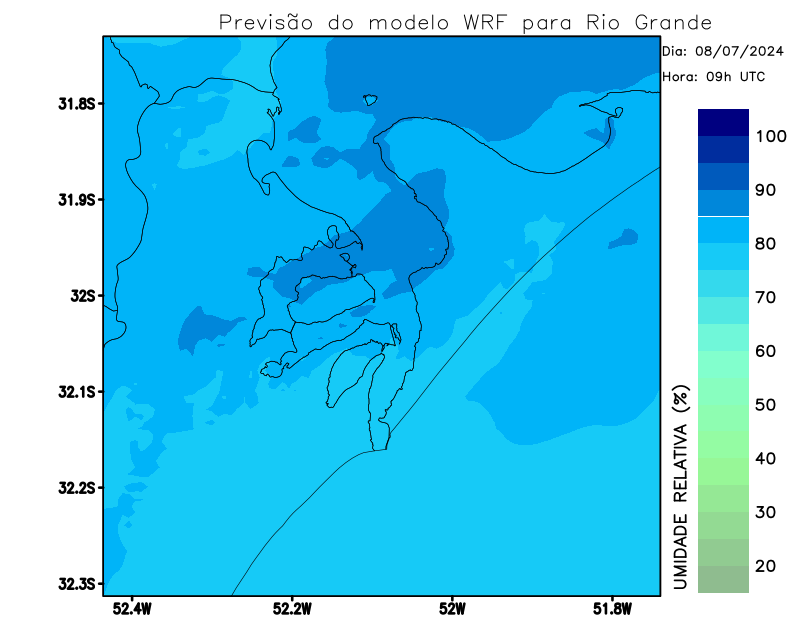 Previsão do modelo WRF para Rio Grande
Dia: 08/07/2024
Hora: 09h UTC
31.8S
31.9S
32S
32.1S
32.2S
32.3S
52.4W
52.2W
52W
51.8W
UMIDADE RELATIVA (%)
100
90
80
70
60
50
40
30
20